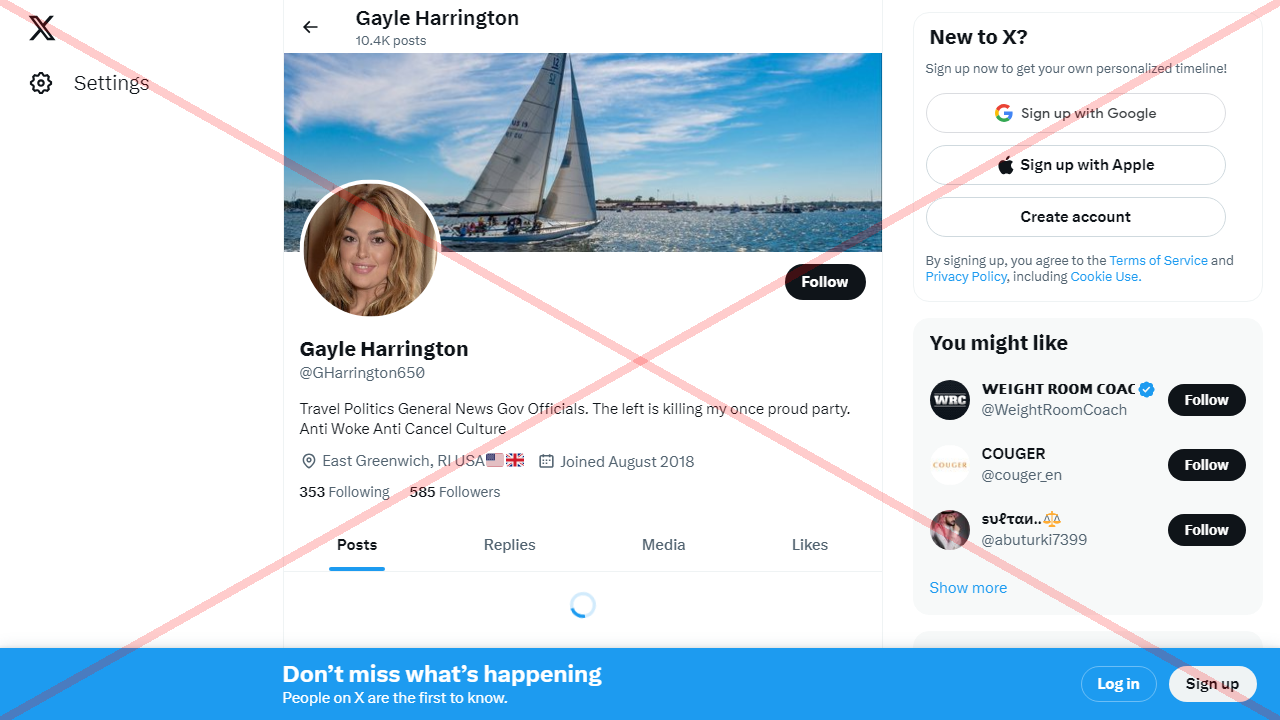 Gayle Harrington
10.4K posts
Settings
Follow
Gayle Harrington
@GHarrington650
Travel Politics General News Gov Officials. The left is killing my once proud party.
Anti Woke Anti Cancel Culture
East Greenwich, RI USA🇺🇸🇬🇧 Joined August 2018
353 Following 585 Followers
Posts Replies Media Likes
New to X?
Sign up now to get your own personalized timeline!
Sign up with Google
Sign up with Apple
Create account
By signing up, you agree to the Terms of Service and
Privacy Policy, including Cookie Use.
You might like
WRC
WEIGHT ROOM COAC
@WeightRoomCoach
Follow
COUGER
COUGER
@couger_en
Follow
ѕυℓταи..⚖️
@abuturki7399
Follow
Show more
Don’t miss what’s happening
People on X are the first to know.
Log in Sign up